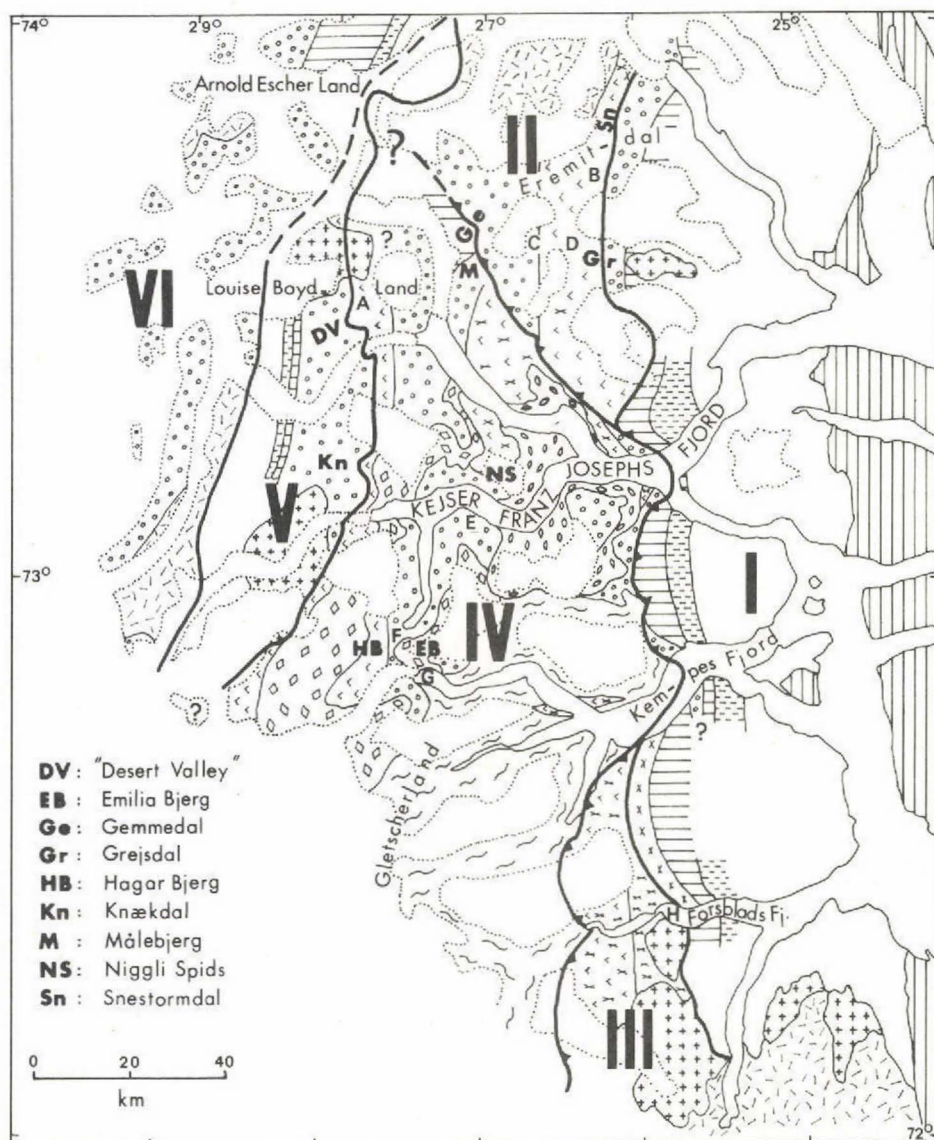 74°
29°
27°
25°
Arnold Escher Land
II
Sn
?
Eremit-dal
B
Ge
C
D
Gr
M
?
VI
Louise Boyd Land
A
DV
FJORD
Kn
NS
JOSEPHS
V
KEJSER
FRANZ
E
73°
I
IV
HB
F
EB
G
Kempes Fjord
?
?
Gletscherland
DV : "Desert Valley"
EB : Emilia Bjerg
Ge : Gemmedal
Gr : Grejsdal
HB : Hagar Bjerg
Kn : Knækdal
M : Målebjerg
NS : Niggli Spids
Sn : Snestormdal
H Forsblads Fj.
III
0 20 40
km
72°